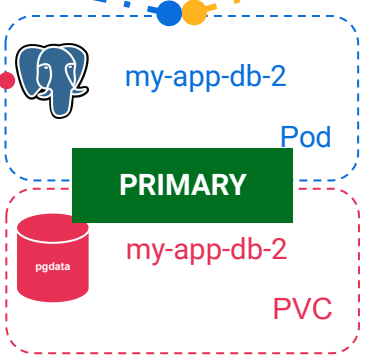 my-app-db-2
Pod
PRIMARY
my-app-db-2
pgdata
PVC